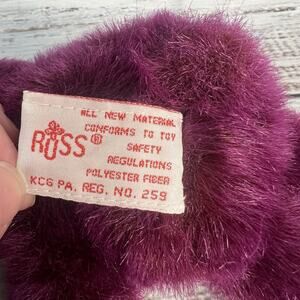 RUSS®
ALL NEW MATERIAL
CONFORMS TO TOY
SAFETY
REGULATIONS
POLYESTER FIBER
KCG PA. REG. NO. 259